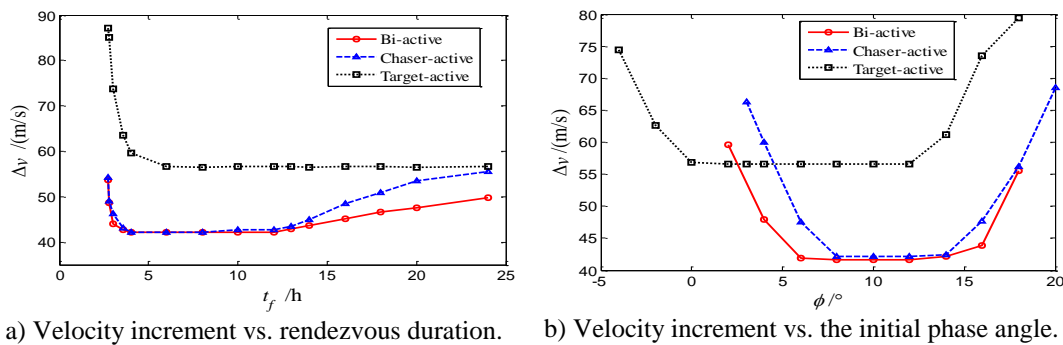 90
80
70
60
50
40
0
5
10
15
20
25
Δv /(m/s)
t_f /h
Bi-active
Chaser-active
Target-active
a) Velocity increment vs. rendezvous duration.
80
75
70
65
60
55
50
45
40
-5
0
5
10
15
20
Δv /(m/s)
ϕ /°
Bi-active
Chaser-active
Target-active
b) Velocity increment vs. the initial phase angle.